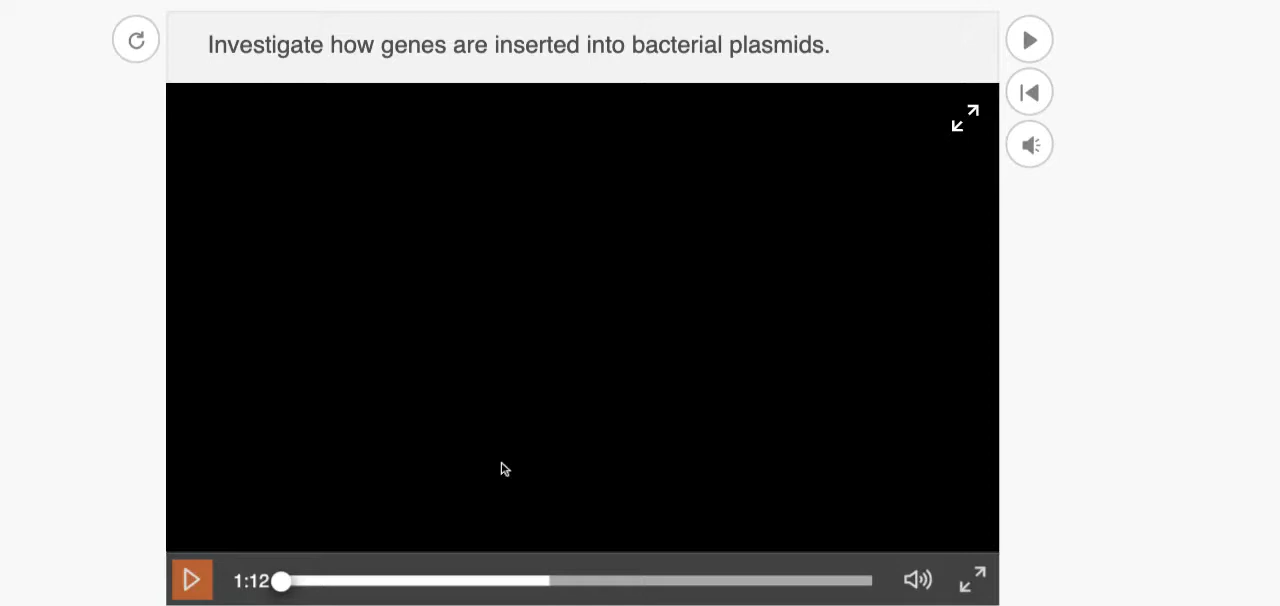 Investigate how genes are inserted into bacterial plasmids.
1:12